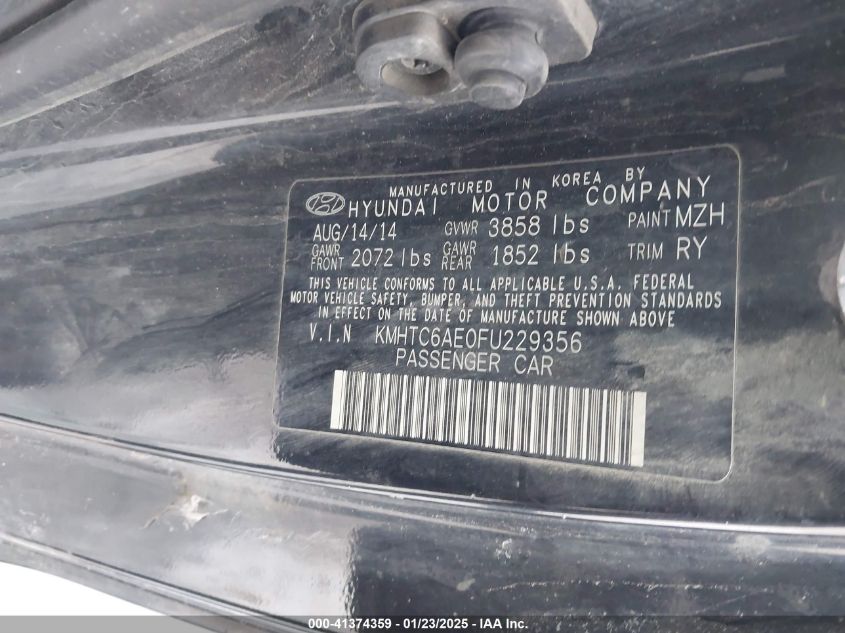 MANUFACTURED IN KOREA BY
HYUNDAI MOTOR COMPANY
AUG/14/14 GVWR 3858 lbs PAINT MZH
GAWR FRONT 2072 lbs GAWR REAR 1852 lbs TRIM RY
THIS VEHICLE CONFORMS TO ALL APPLICABLE U.S.A. FEDERAL
MOTOR VEHICLE SAFETY, BUMPER, AND THEFT PREVENTION STANDARDS
IN EFFECT ON THE DATE OF MANUFACTURE SHOWN ABOVE
V.I.N KMHTC6AE0FU229356
PASSENGER CAR
000-41374359 - 01/23/2025 - IAA Inc.